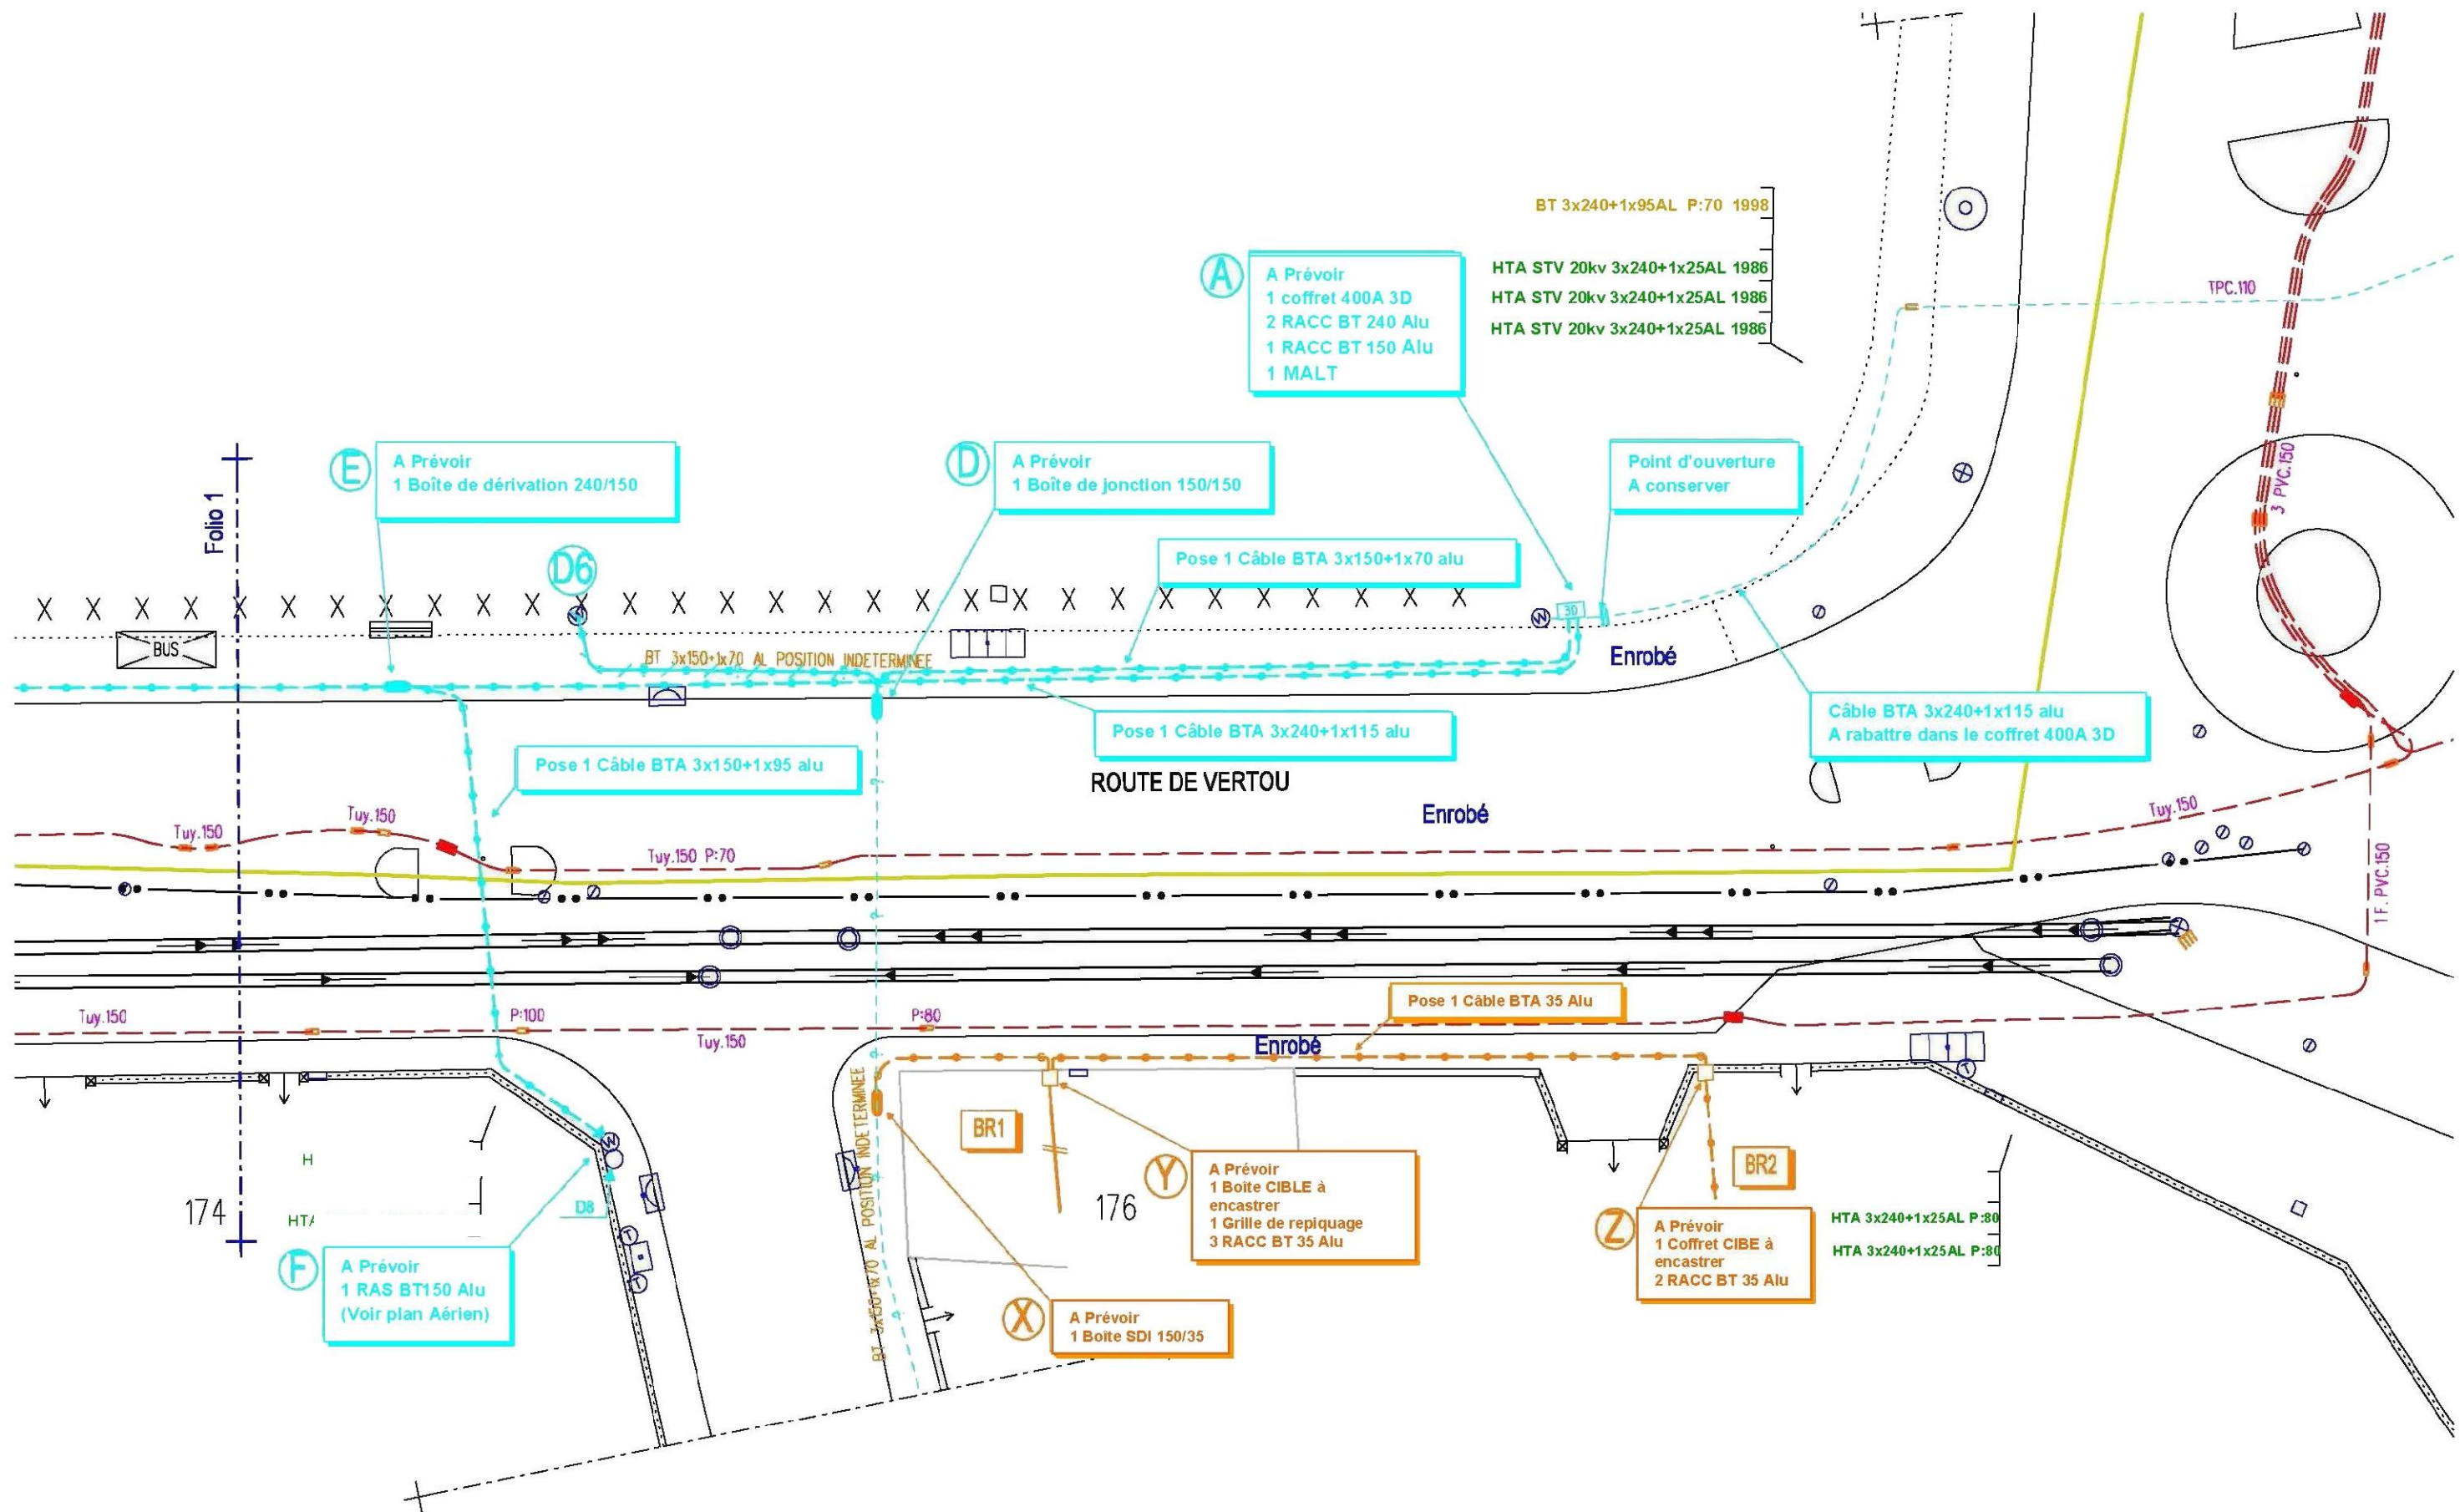 BT 3x240+1x95AL P:70 1998
HTA STV 20kv 3x240+1x25AL 1986
HTA STV 20kv 3x240+1x25AL 1986
HTA STV 20kv 3x240+1x25AL 1986
A
A Prévoir
1 coffret 400A 3D
2 RACC BT 240 Alu
1 RACC BT 150 Alu
1 MALT
TPC.110
3 PVC.150
Folio 1
E
A Prévoir
1 Boîte de dérivation 240/150
D
A Prévoir
1 Boîte de jonction 150/150
Point d'ouverture
A conserver
D6
Pose 1 Câble BTA 3x150+1x70 alu
3D
BUS
BT 3x150+1x70 AL POSITION INDETERMINEE
Enrobé
Pose 1 Câble BTA 3x240+1x115 alu
Câble BTA 3x240+1x115 alu
A rabattre dans le coffret 400A 3D
Pose 1 Câble BTA 3x150+1x95 alu
ROUTE DE VERTOU
Enrobé
Tuy.150
Tuy.150
Tuy.150 P:70
Tuy.150
1 F. PVC.150
Pose 1 Câble BTA 35 Alu
Tuy.150
P:100
Tuy.150
P:80
Enrobé
BT 3x150+1x70 AL POSITION INDETERMINEE
BR1
BR2
H
174
HTA
D8
F
A Prévoir
1 RAS BT150 Alu
(Voir plan Aérien)
176
Y
A Prévoir
1 Boite CIBLE à
encastrer
1 Grille de repiquage
3 RACC BT 35 Alu
X
A Prévoir
1 Boite SDI 150/35
Z
A Prévoir
1 Coffret CIBE à
encastrer
2 RACC BT 35 Alu
HTA 3x240+1x25AL P:80
HTA 3x240+1x25AL P:80